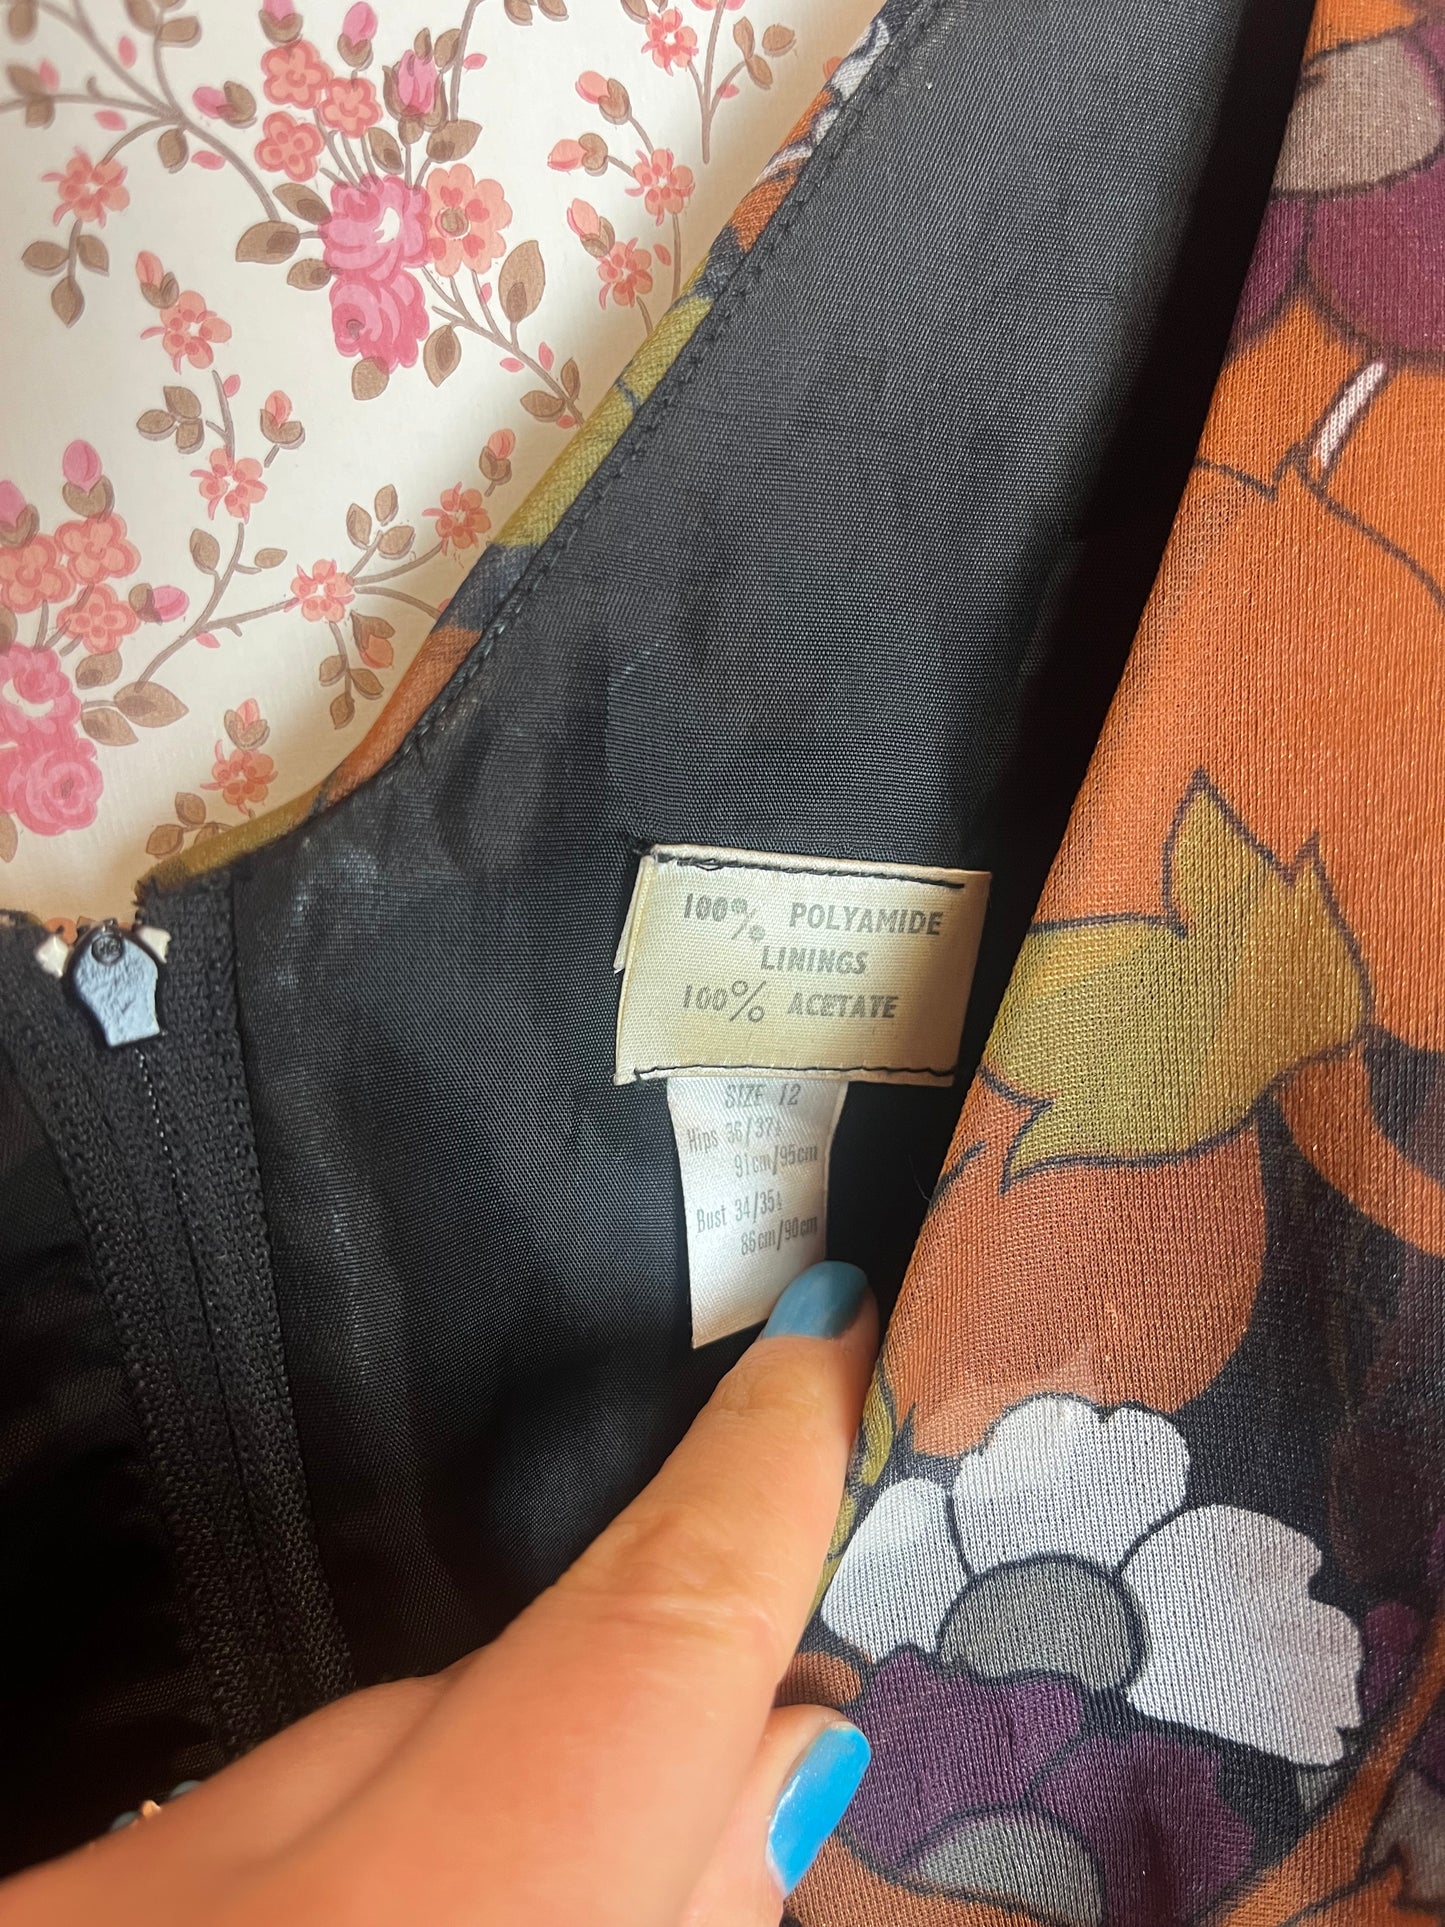 100% POLYAMIDE
LININGS
100% ACETATE
SIZE 12
Hips 36/37½
91cm/95cm
Bust 34/35½
86cm/90cm